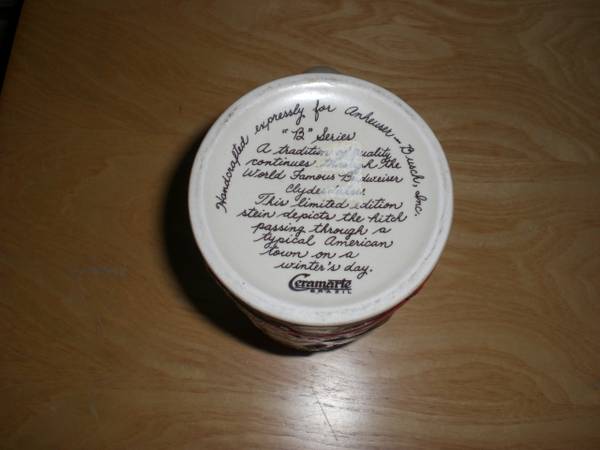 Handcrafted expressly for Anheuser-Busch, Inc.
"B" Series
A tradition of quality
continues through the
World Famous Budweiser
Clydesdales!
This limited edition
stein depicts the hitch
passing through a
typical American
town on a
winter's day.
Ceramarte
BRAZIL